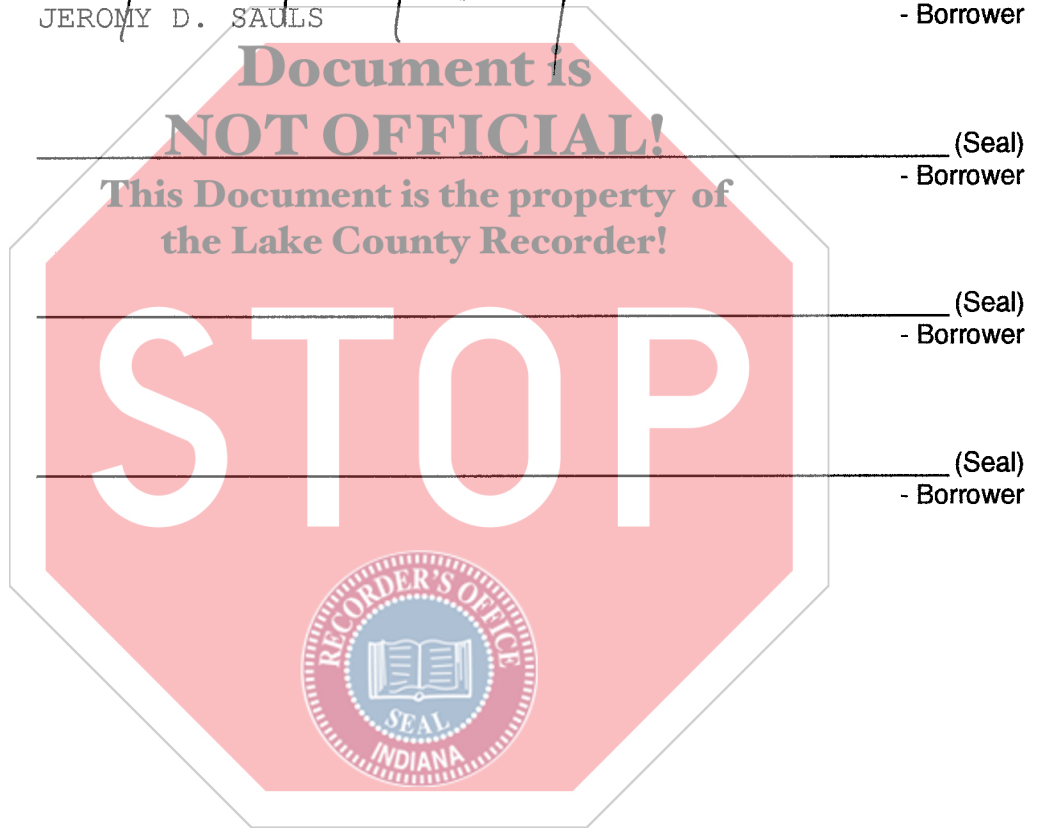 JEROMY D. SAULS
- Borrower
Document is
NOT OFFICIAL!
(Seal)
- Borrower
This Document is the property of
the Lake County Recorder!
(Seal)
- Borrower
STOP
(Seal)
- Borrower
RECORDER'S OFFICE
SEAL
INDIANA